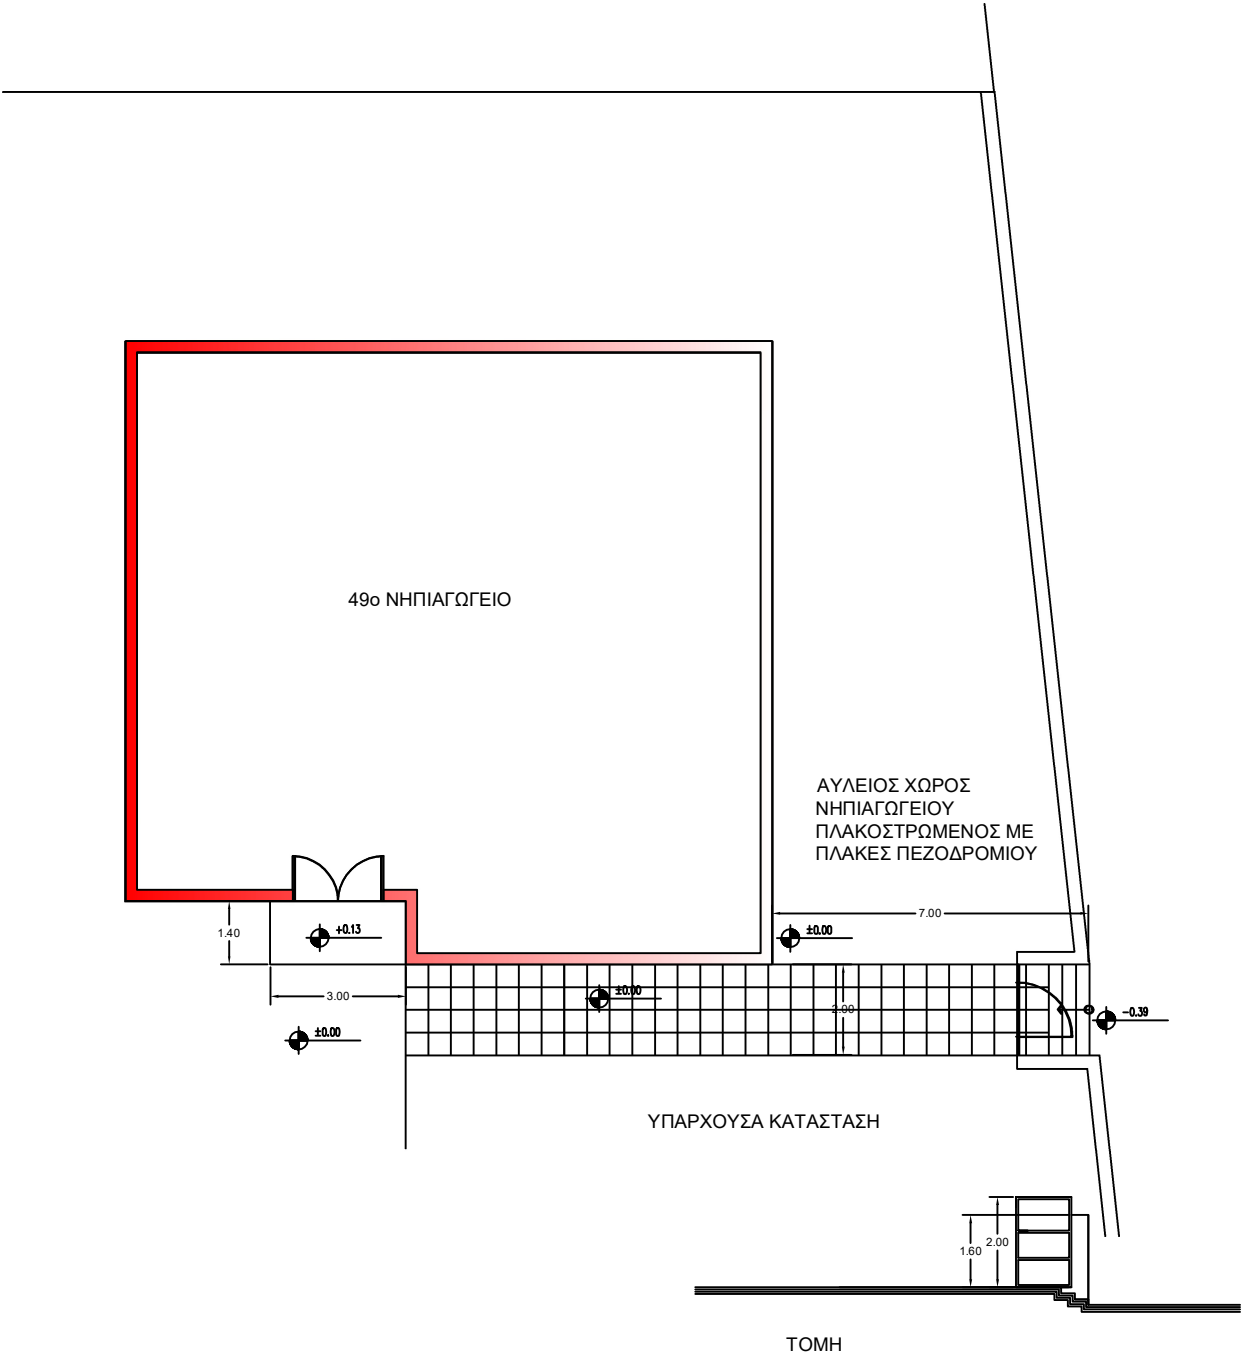 49ο ΝΗΠΙΑΓΩΓΕΙΟ
ΑΥΛΕΙΟΣ ΧΩΡΟΣ
ΝΗΠΙΑΓΩΓΕΙΟΥ
ΠΛΑΚΟΣΤΡΩΜΕΝΟΣ ΜΕ
ΠΛΑΚΕΣ ΠΕΖΟΔΡΟΜΙΟΥ
7.00
1.40
+0.13
±0.00
3.00
±0.00
2.00
-0.39
±0.00
ΥΠΑΡΧΟΥΣΑ ΚΑΤΑΣΤΑΣΗ
2.00
1.60
ΤΟΜΗ